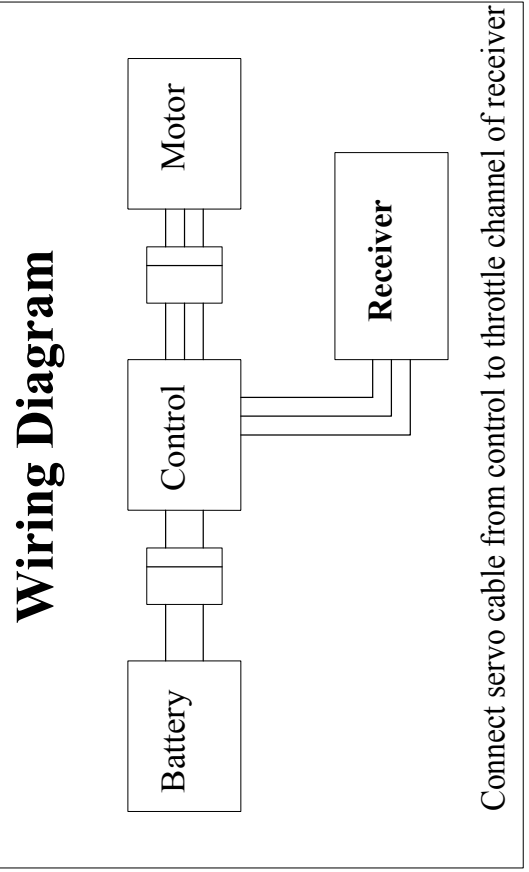 Wiring Diagram
Battery
Control
Motor
Receiver
Connect servo cable from control to throttle channel of receiver